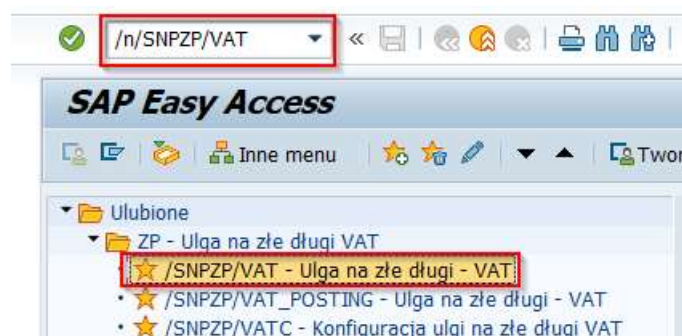 /n/SNPZP/VAT
SAP Easy Access
Inne menu
Twor
Ulubione
ZP - Ulga na złe długi VAT
/SNPZP/VAT - Ulga na złe długi - VAT
/SNPZP/VAT_POSTING - Ulga na złe długi - VAT
/SNPZP/VATC - Konfiguracja ulgi na złe długi VAT